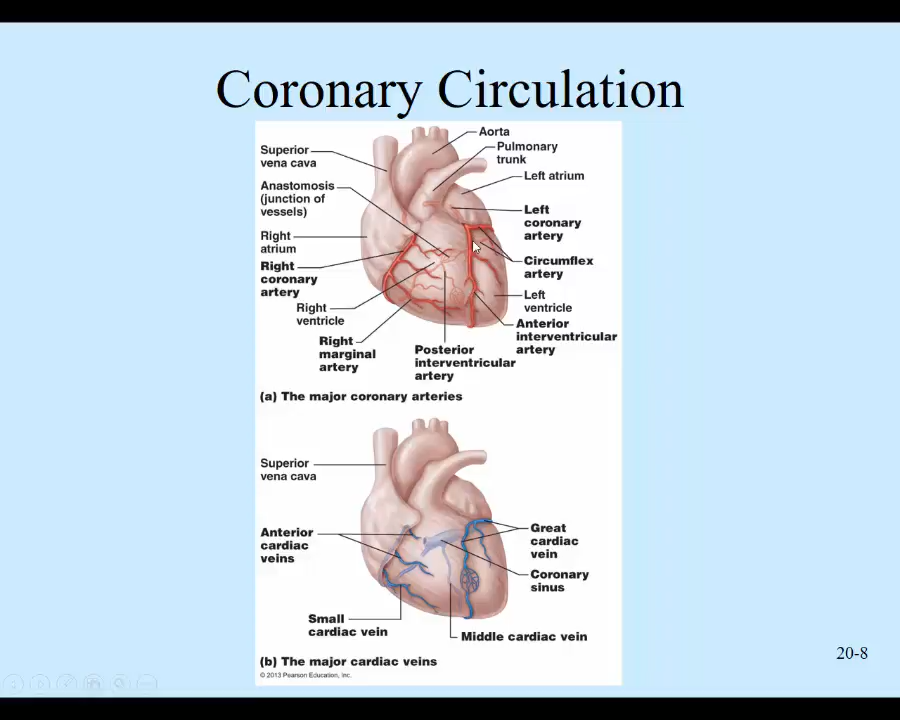 Coronary Circulation
Aorta
Pulmonary
trunk
Superior
vena cava
Left atrium
Anastomosis
(junction of
vessels)
Left
coronary
artery
Right
atrium
Circumflex
artery
Right
coronary
artery
Left
ventricle
Right
ventricle
Anterior
interventricular
artery
Right
marginal
artery
Posterior
interventricular
artery
(a) The major coronary arteries
Superior
vena cava
Anterior
cardiac
veins
Great
cardiac
vein
Coronary
sinus
Small
cardiac vein
Middle cardiac vein
(b) The major cardiac veins
© 2013 Pearson Education, Inc.
20-8